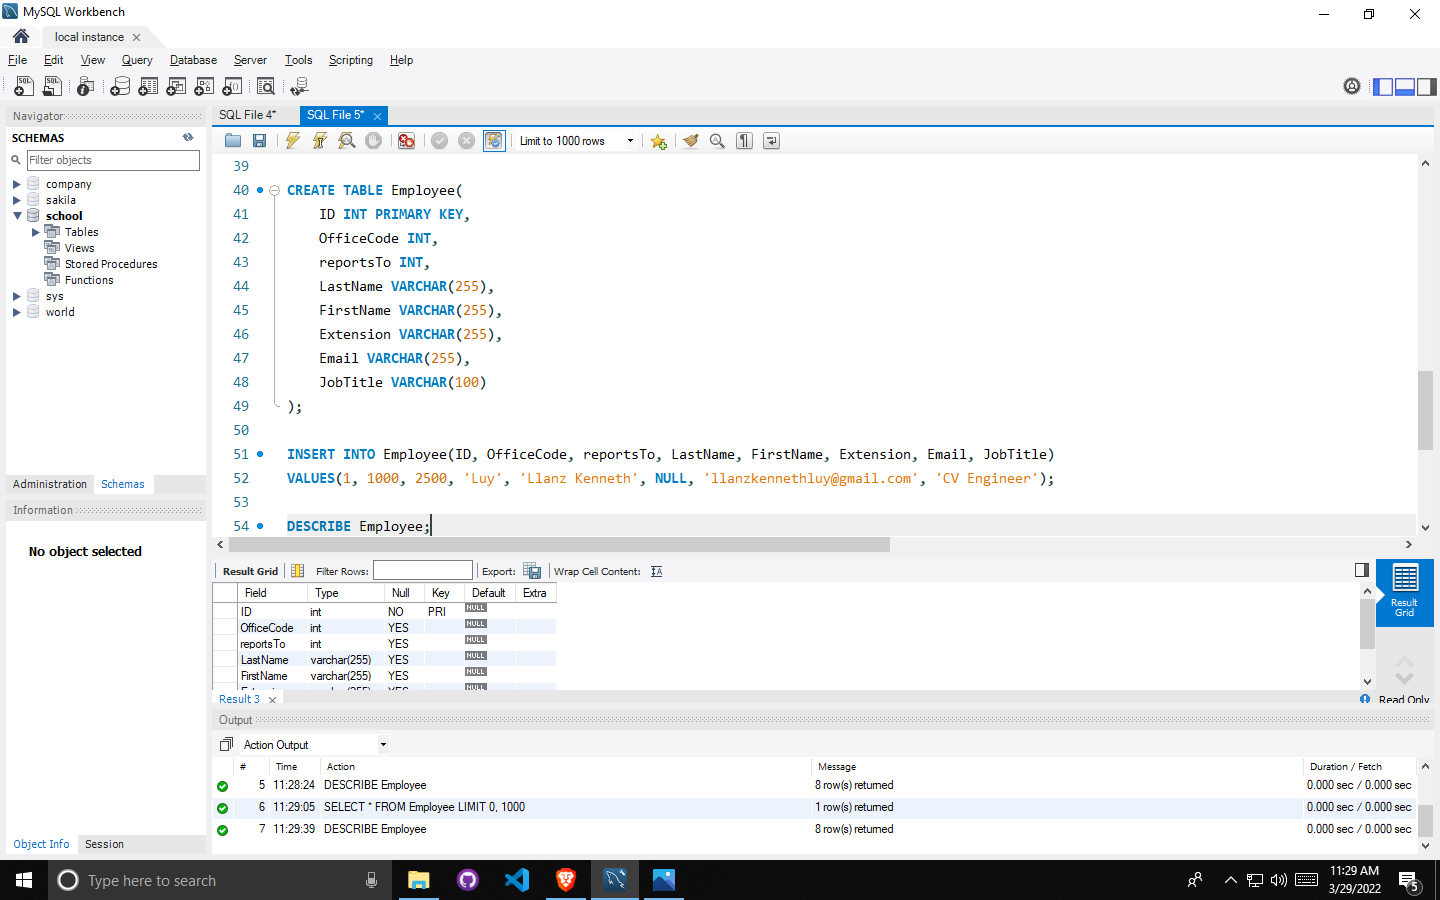 MySQL Workbench
local instance
File Edit View Query Database Server Tools Scripting Help
Navigator
SCHEMAS
Filter objects
company
sakila
school
Tables
Views
Stored Procedures
Functions
sys
world
Administration Schemas
Information
No object selected
Object Info Session
SQL File 4* SQL File 5*
Limit to 1000 rows
39
40 CREATE TABLE Employee(
41 ID INT PRIMARY KEY,
42 OfficeCode INT,
43 reportsTo INT,
44 LastName VARCHAR(255),
45 FirstName VARCHAR(255),
46 Extension VARCHAR(255),
47 Email VARCHAR(255),
48 JobTitle VARCHAR(100)
49 );
50
51 INSERT INTO Employee(ID, OfficeCode, reportsTo, LastName, FirstName, Extension, Email, JobTitle)
52 VALUES(1, 1000, 2500, 'Luy', 'Llanz Kenneth', NULL, 'llanzkennethluy@gmail.com', 'CV Engineer');
53
54 DESCRIBE Employee;
Result Grid Filter Rows: Export: Wrap Cell Content:
Field Type Null Key Default Extra
ID int NO PRI NULL
OfficeCode int YES NULL
reportsTo int YES NULL
LastName varchar(255) YES NULL
FirstName varchar(255) YES NULL
Result Grid
Result 3
Read Only
Output
Action Output
# Time Action Message Duration / Fetch
5 11:28:24 DESCRIBE Employee 8 row(s) returned 0.000 sec / 0.000 sec
6 11:29:05 SELECT * FROM Employee LIMIT 0, 1000 1 row(s) returned 0.000 sec / 0.000 sec
7 11:29:39 DESCRIBE Employee 8 row(s) returned 0.000 sec / 0.000 sec
Type here to search
11:29 AM
3/29/2022
5